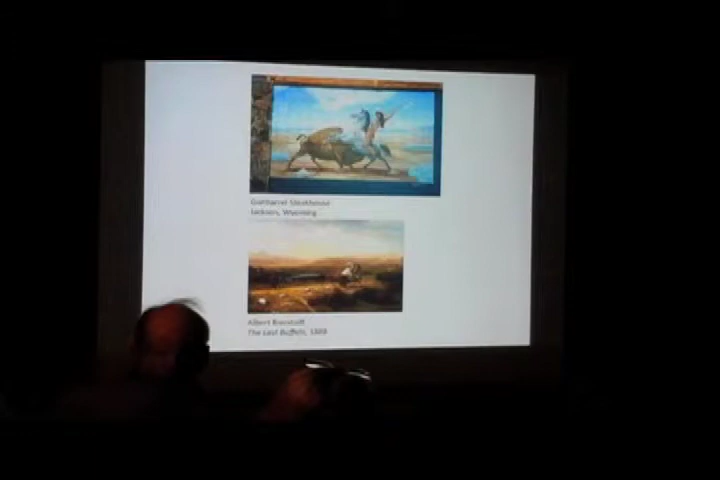 Gunbarrel Steakhouse
Jackson, Wyoming
Albert Bierstadt
The Last Buffalo, 1888